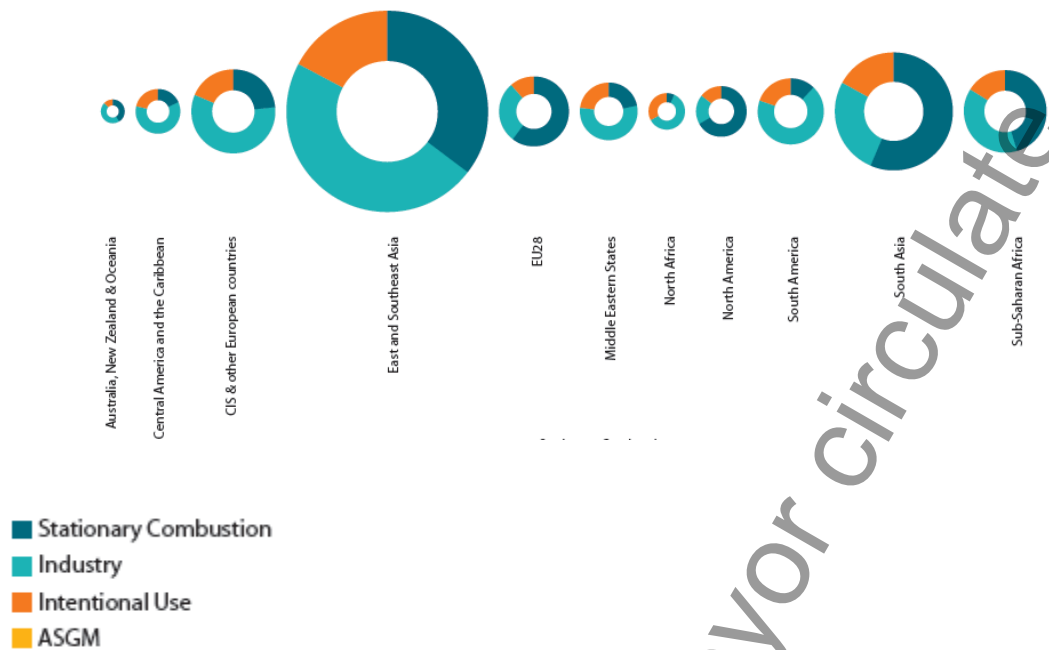 Australia, New Zealand & Oceania
Central America and the Caribbean
CIS & other European countries
East and Southeast Asia
EU28
Middle Eastern States
North Africa
North America
South America
South Asia
Sub-Saharan Africa
Stationary Combustion
Industry
Intentional Use
ASGM
circulate